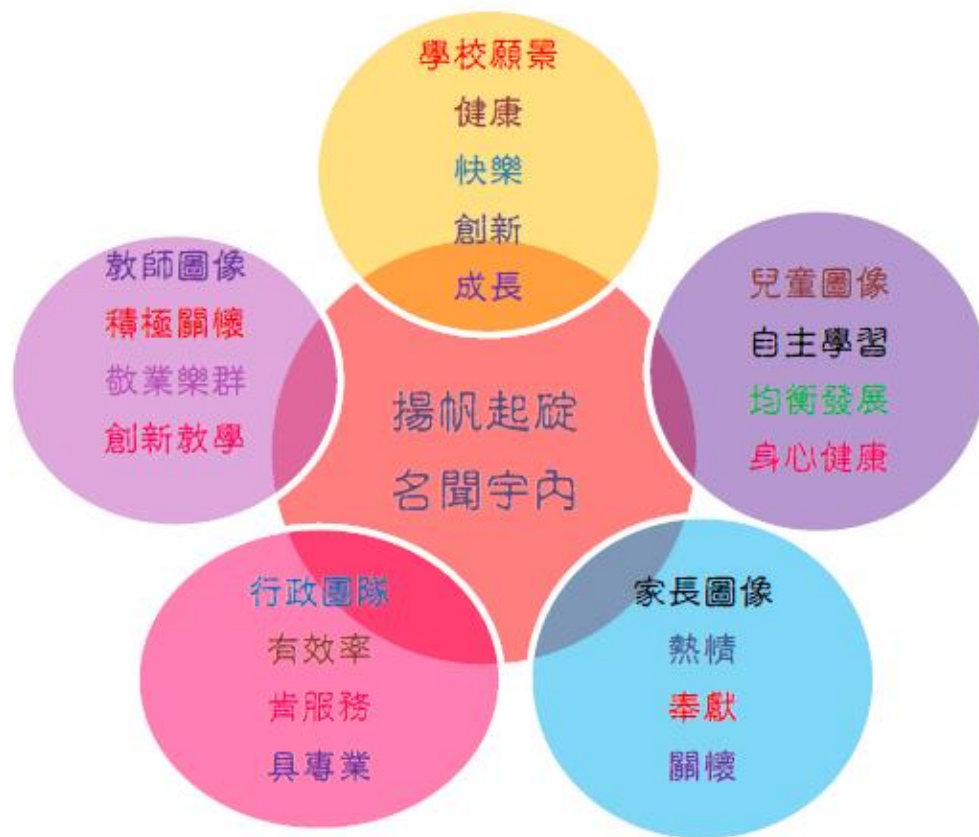 學校願景
健康
快樂
創新
成長
教師圖像
積極關懷
敬業樂群
創新教學
兒童圖像
自主學習
均衡發展
身心健康
揚帆起碇
名聞宇內
行政團隊
有效率
肯服務
具專業
家長圖像
熱情
奉獻
關懷